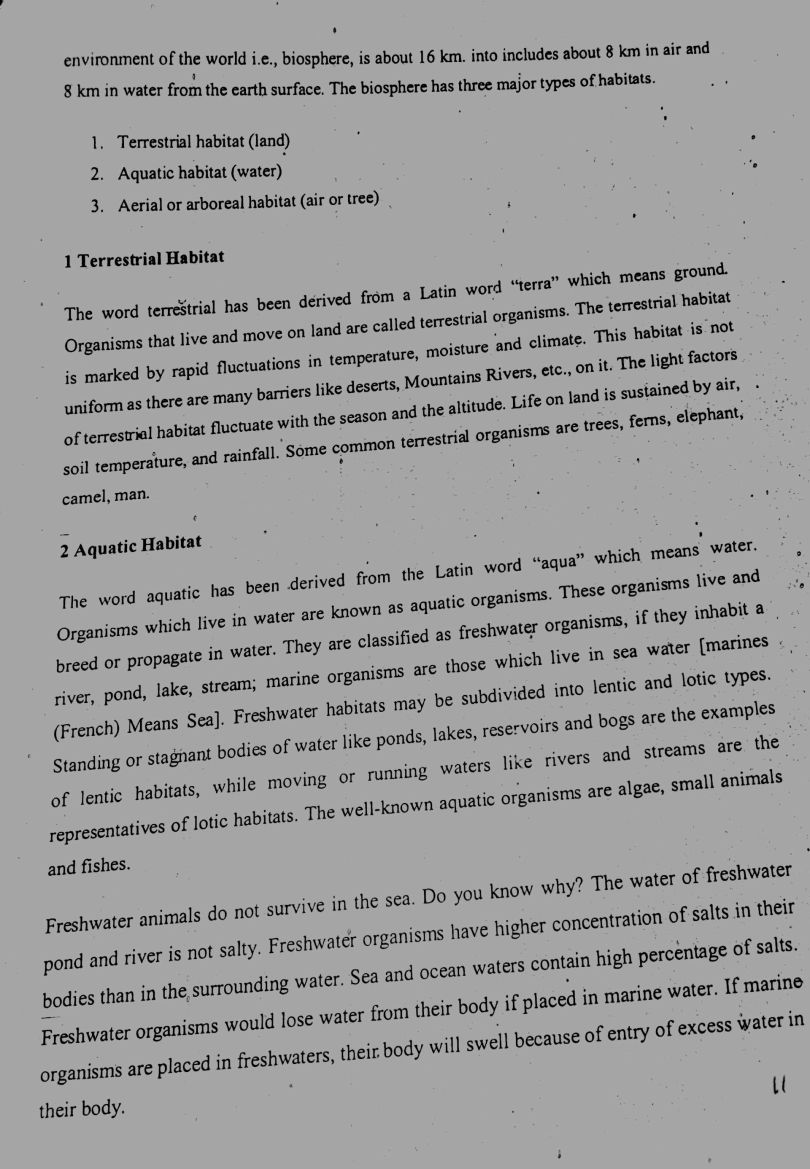 environment of the world i.e., biosphere, is about 16 km. into includes about 8 km in air and
8 km in water from the earth surface. The biosphere has three major types of habitats.
1. Terrestrial habitat (land)
2. Aquatic habitat (water)
3. Aerial or arboreal habitat (air or tree)
1 Terrestrial Habitat
The word terrestrial has been derived from a Latin word “terra” which means ground.
Organisms that live and move on land are called terrestrial organisms. The terrestrial habitat
is marked by rapid fluctuations in temperature, moisture and climate. This habitat is not
uniform as there are many barriers like deserts, Mountains Rivers, etc., on it. The light factors
of terrestrial habitat fluctuate with the season and the altitude. Life on land is sustained by air,
soil temperature, and rainfall. Some common terrestrial organisms are trees, ferns, elephant,
camel, man.
2 Aquatic Habitat
The word aquatic has been derived from the Latin word “aqua” which means water.
Organisms which live in water are known as aquatic organisms. These organisms live and
breed or propagate in water. They are classified as freshwater organisms, if they inhabit a
river, pond, lake, stream; marine organisms are those which live in sea water [marines
(French) Means Sea]. Freshwater habitats may be subdivided into lentic and lotic types.
Standing or stagnant bodies of water like ponds, lakes, reservoirs and bogs are the examples
of lentic habitats, while moving or running waters like rivers and streams are the
representatives of lotic habitats. The well-known aquatic organisms are algae, small animals
and fishes.
Freshwater animals do not survive in the sea. Do you know why? The water of freshwater
pond and river is not salty. Freshwater organisms have higher concentration of salts in their
bodies than in the surrounding water. Sea and ocean waters contain high percentage of salts.
Freshwater organisms would lose water from their body if placed in marine water. If marine
organisms are placed in freshwaters, their body will swell because of entry of excess water in
their body.
11